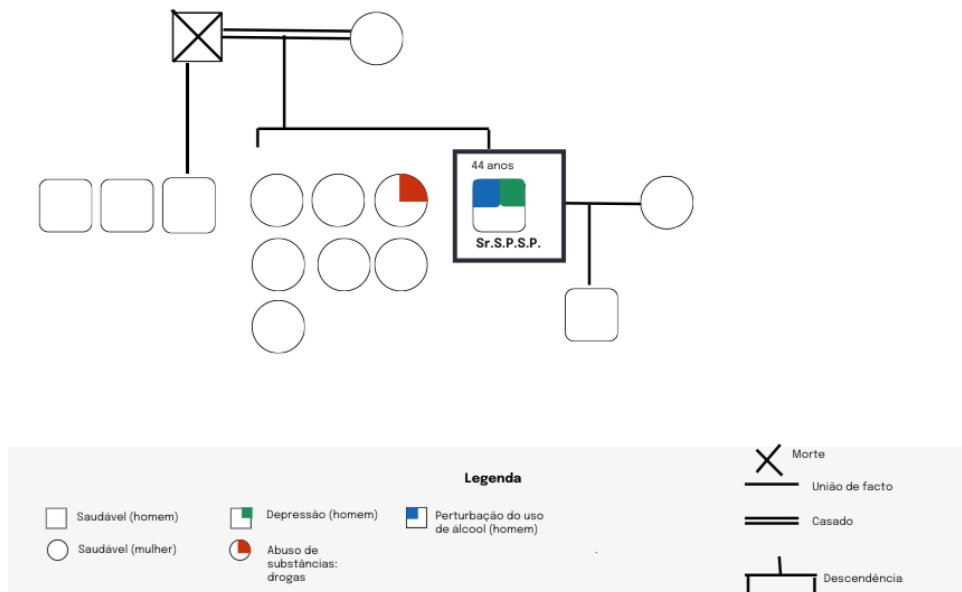 44 anos
Sr.S.P.S.P.
Legenda
Saudável (homem)
Saudável (mulher)
Depressão (homem)
Abuso de
substâncias:
drogas
Perturbação do uso
de álcool (homem)
Morte
União de facto
Casado
Descendência